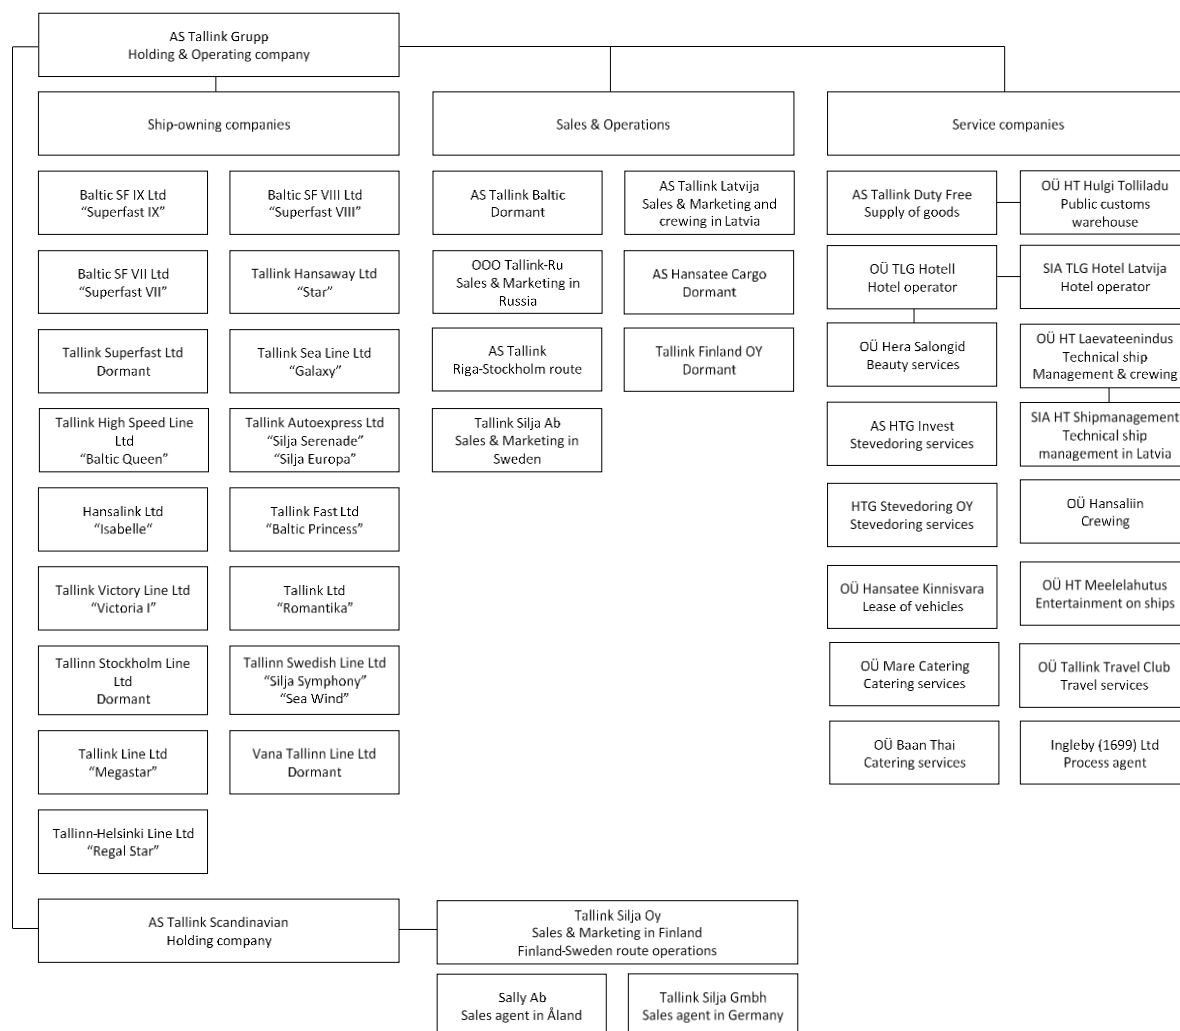 AS Tallink Grupp
Holding & Operating company
Ship-owning companies
Sales & Operations
Service companies
Baltic SF IX Ltd
“Superfast IX”
Baltic SF VIII Ltd
“Superfast VIII”
AS Tallink Baltic
Dormant
AS Tallink Latvija
Sales & Marketing and
crewing in Latvia
AS Tallink Duty Free
Supply of goods
OÜ HT Hulgi Tolliladu
Public customs
warehouse
Baltic SF VII Ltd
“Superfast VII”
Tallink Hansaway Ltd
“Star”
OOO Tallink-Ru
Sales & Marketing in
Russia
AS Hansatee Cargo
Dormant
OÜ TLG Hotell
Hotel operator
SIA TLG Hotel Latvija
Hotel operator
Tallink Superfast Ltd
Dormant
Tallink Sea Line Ltd
“Galaxy”
AS Tallink
Riga-Stockholm route
Tallink Finland OY
Dormant
OÜ Hera Salongid
Beauty services
OÜ HT Laevateenindus
Technical ship
Management & crewing
Tallink High Speed Line
Ltd
“Baltic Queen”
Tallink Autoexpress Ltd
“Silja Serenade”
“Silja Europa”
Tallink Silja Ab
Sales & Marketing in
Sweden
AS HTG Invest
Stevedoring services
SIA HT Shipmanagement
Technical ship
management in Latvia
Hansalink Ltd
“Isabelle“
Tallink Fast Ltd
“Baltic Princess”
HTG Stevedoring OY
Stevedoring services
OÜ Hansaliin
Crewing
Tallink Victory Line Ltd
“Victoria I”
Tallink Ltd
“Romantika”
OÜ Hansatee Kinnisvara
Lease of vehicles
OÜ HT Meelelahutus
Entertainment on ships
Tallinn Stockholm Line
Ltd
Dormant
Tallinn Swedish Line Ltd
“Silja Symphony”
“Sea Wind”
OÜ Mare Catering
Catering services
OÜ Tallink Travel Club
Travel services
Tallink Line Ltd
“Megastar”
Vana Tallinn Line Ltd
Dormant
OÜ Baan Thai
Catering services
Ingleby (1699) Ltd
Process agent
Tallinn-Helsinki Line Ltd
“Regal Star”
AS Tallink Scandinavian
Holding company
Tallink Silja Oy
Sales & Marketing in Finland
Finland-Sweden route operations
Sally Ab
Sales agent in Åland
Tallink Silja Gmbh
Sales agent in Germany